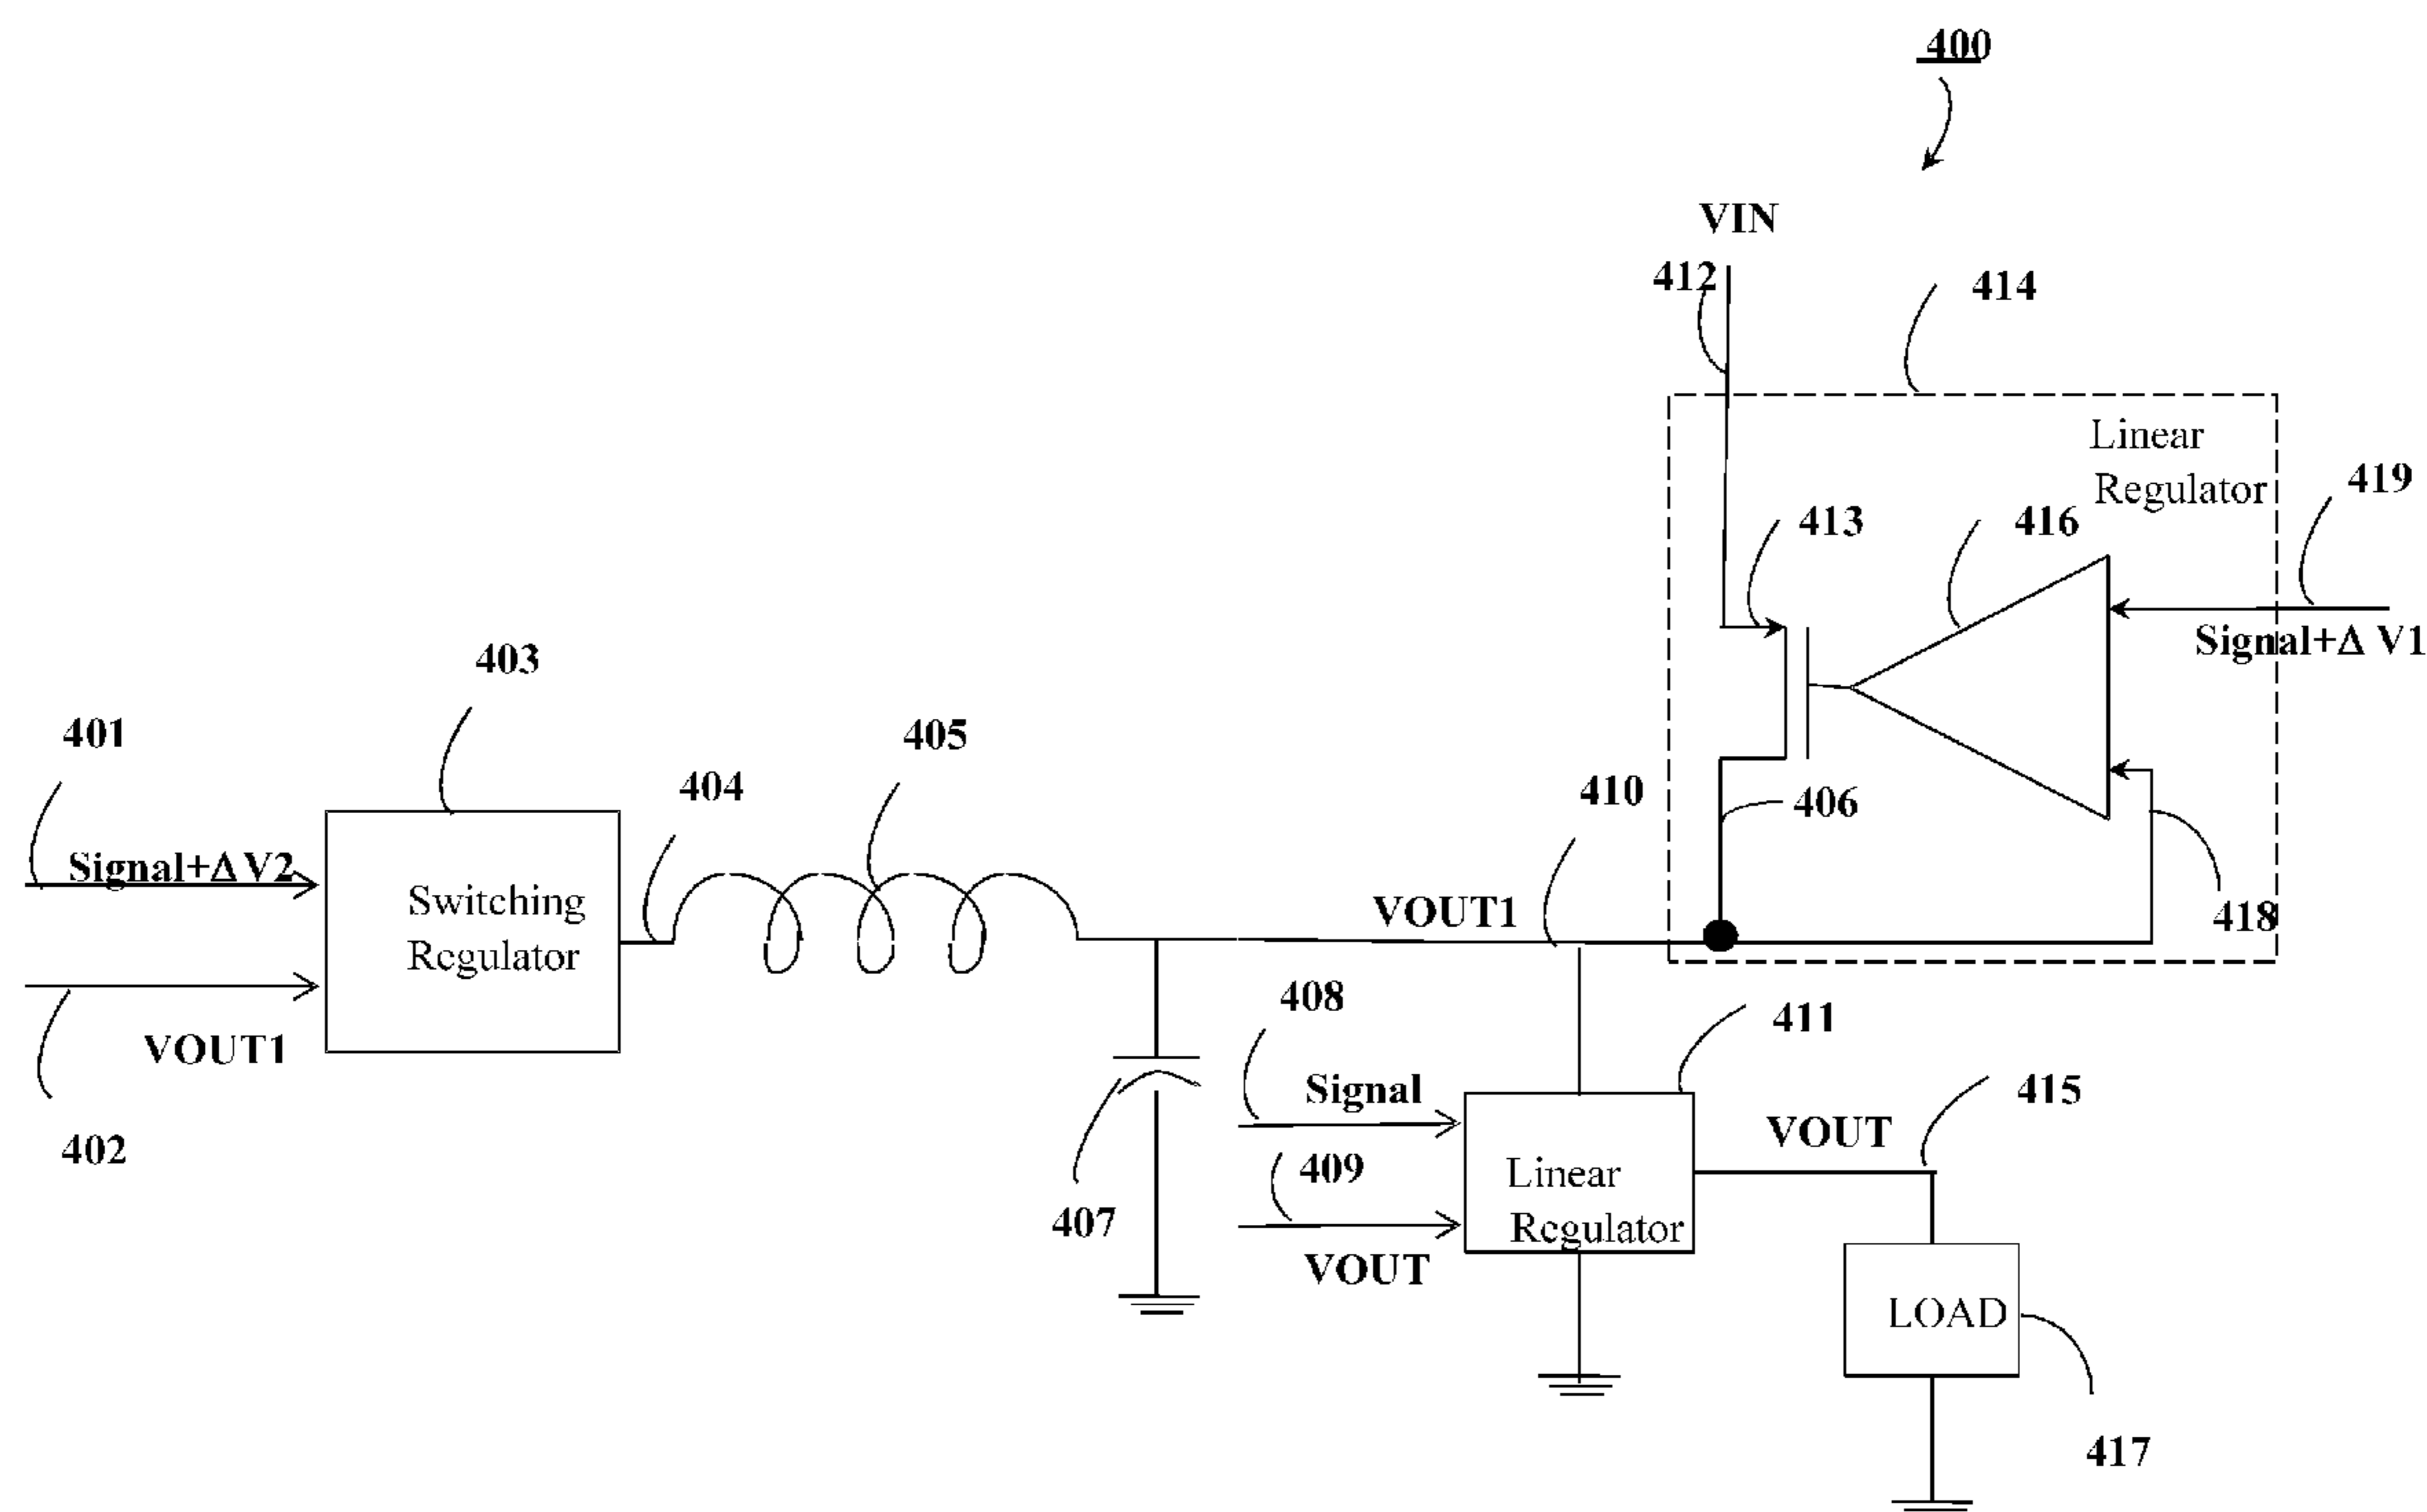 400
VIN
412
414
Linear
Regulator
419
413
416
Signal+Δ V1
403
401
405
404
410
406
Signal+ΔV2
Switching
Regulator
VOUT1
418
408
411
402
VOUT1
Signal
415
VOUT
409
Linear
Regulator
407
VOUT
LOAD
417